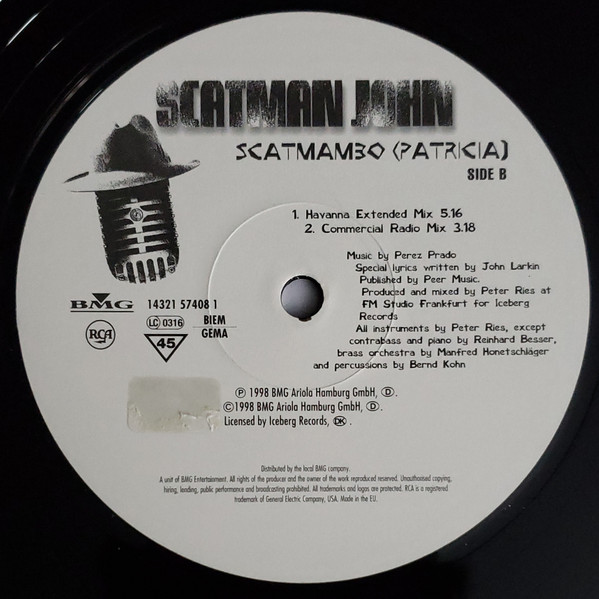 SCATMAN JOHN
SCATMAMBO (PATRICIA)
SIDE B
1. Havanna Extended Mix 5.16
2. Commercial Radio Mix 3.18
Music by Perez Prado
Special lyrics written by John Larkin
Published by Peer Music.
Produced and mixed by Peter Ries at
FM Studio Frankfurt for Iceberg
Records
All instruments by Peter Ries, except
contrabass and piano by Reinhard Besser,
brass orchestra by Manfred Honetschläger
and percussions by Bernd Kohn
BMG
14321 57408 1
RCA
LC 0316
BIEM
GEMA
45
Ⓟ 1998 BMG Ariola Hamburg GmbH, Ⓓ.
©1998 BMG Ariola Hamburg GmbH, Ⓓ.
Licensed by Iceberg Records, DK.
Distributed by the local BMG company.
A unit of BMG Entertainment. All rights of the producer and the owner of the work reproduced reserved. Unauthorised copying,
hiring, lending, public performance and broadcasting prohibited. All trademarks and logos are protected. RCA is a registered
trademark of General Electric Company, USA. Made in the EU.